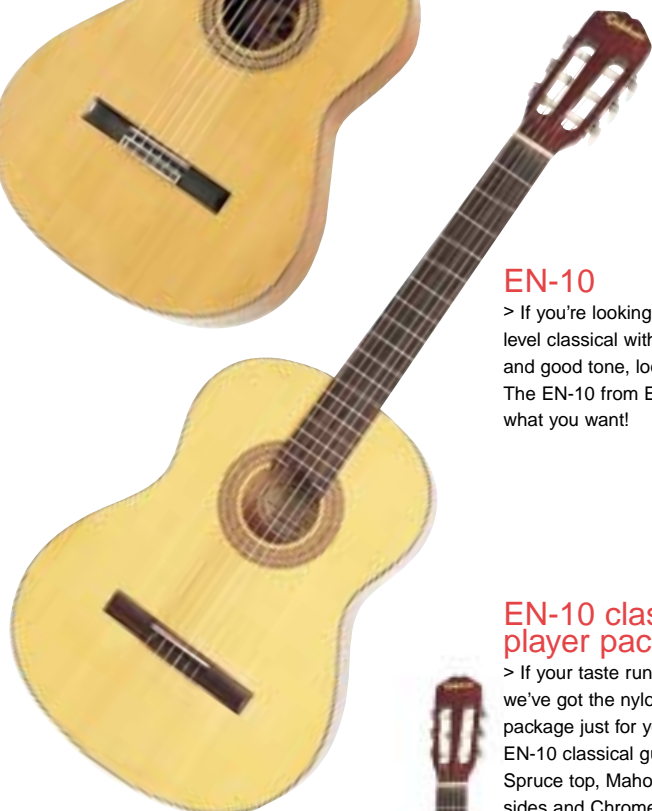 EN-10
> If you're looking
level classical with
and good tone, loo
The EN-10 from E
what you want!
EN-10 clas
player pac
> If your taste run
we've got the nylo
package just for y
EN-10 classical gu
Spruce top, Maho
sides and Chrome